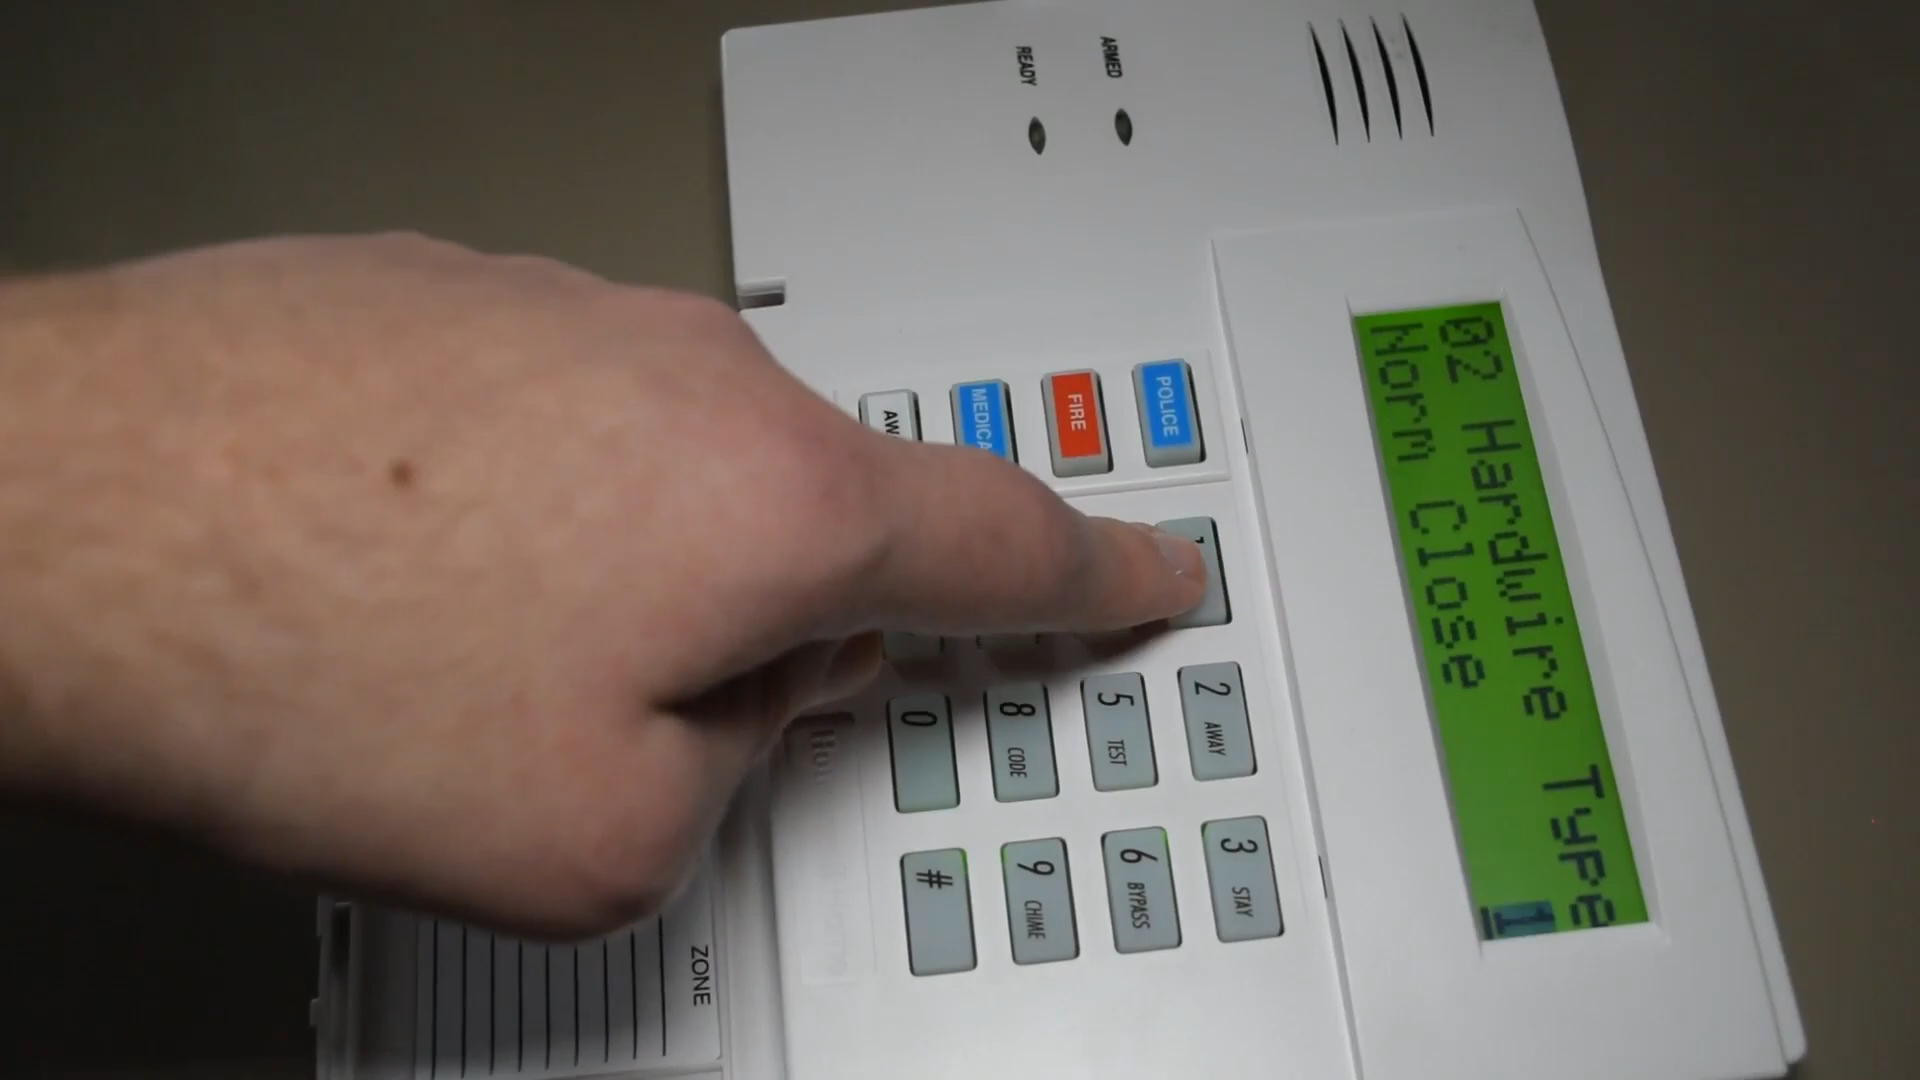 ARMED
READY
02 Hardwire Type
Norm Close 1
POLICE
FIRE
2 AWAY
3 STAY
5 TEST
6 BYPASS
8 CODE
9 CHIME
0
#
ZONE